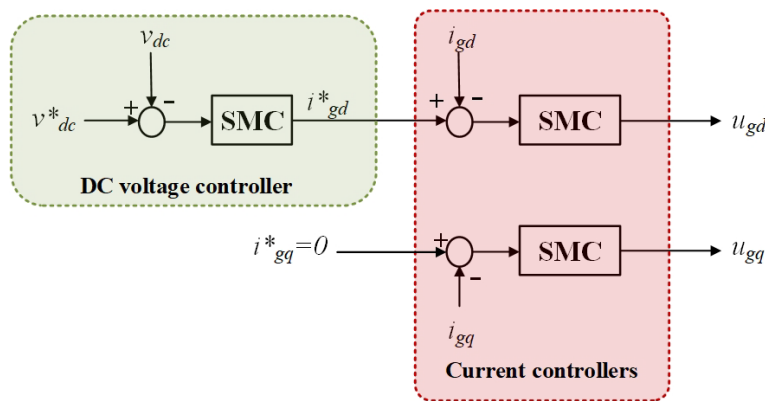 v_dc
i_gd
+ −
+ −
v*_dc
SMC
i*_gd
SMC
u_gd
DC voltage controller
i*_gq=0
+
−
SMC
u_gq
i_gq
Current controllers